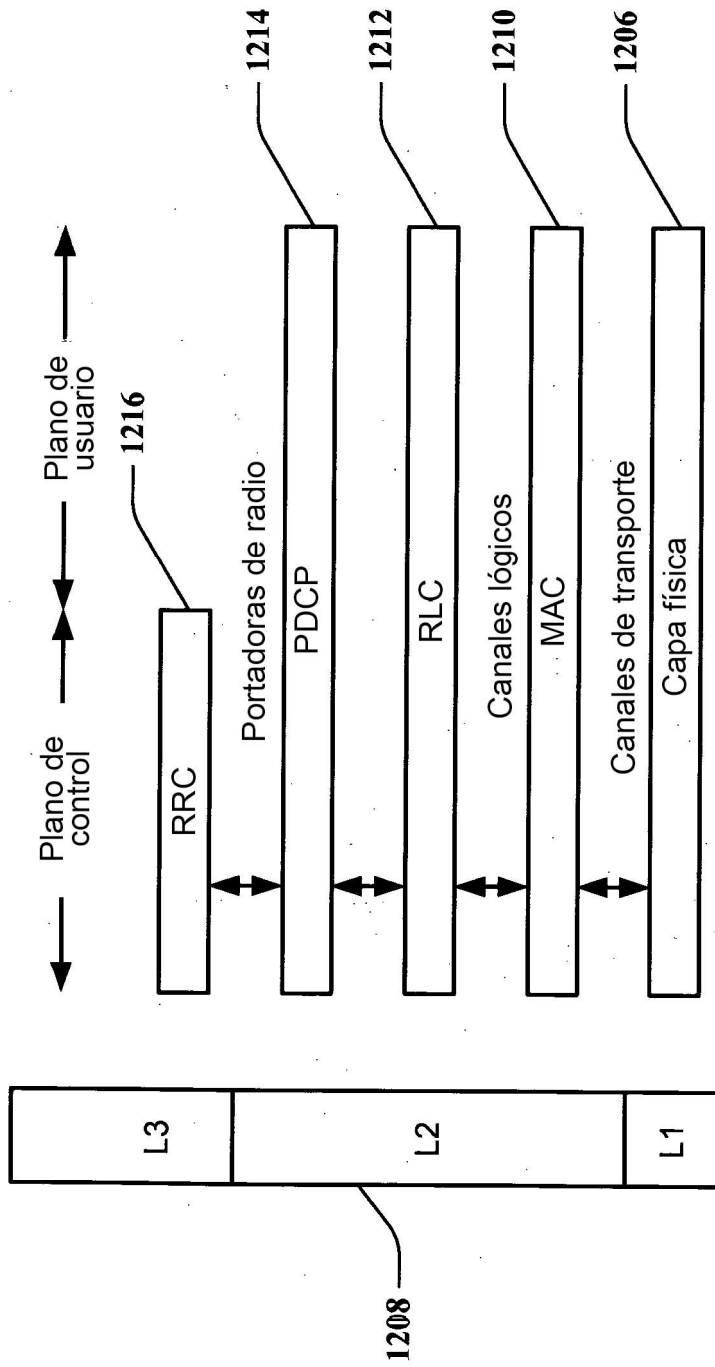 Plano de
control
Plano de
usuario
1216
RRC
Portadoras de radio
1214
PDCP
1212
RLC
Canales lógicos
1210
MAC
Canales de transporte
1206
Capa física
L3
L2
L1
1208